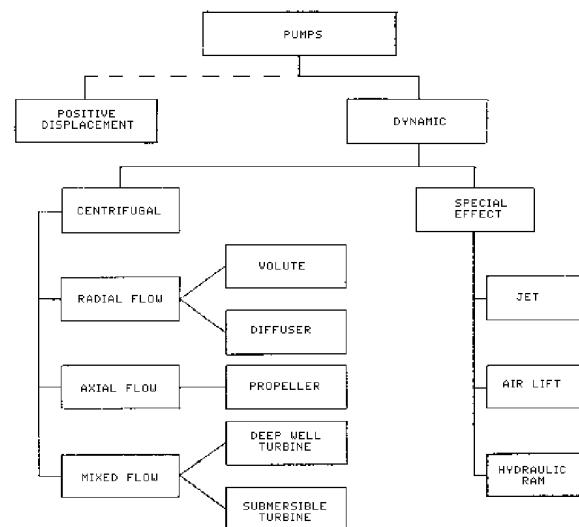 PUMPS
POSITIVE
DISPLACEMENT
DYNAMIC
CENTRIFUGAL
SPECIAL
EFFECT
VOLUTE
RADIAL FLOW
JET
DIFFUSER
AXIAL FLOW
PROPELLER
AIR LIFT
DEEP WELL
TURBINE
MIXED FLOW
HYDRAULIC
RAM
SUBMERSIBLE
TURBINE